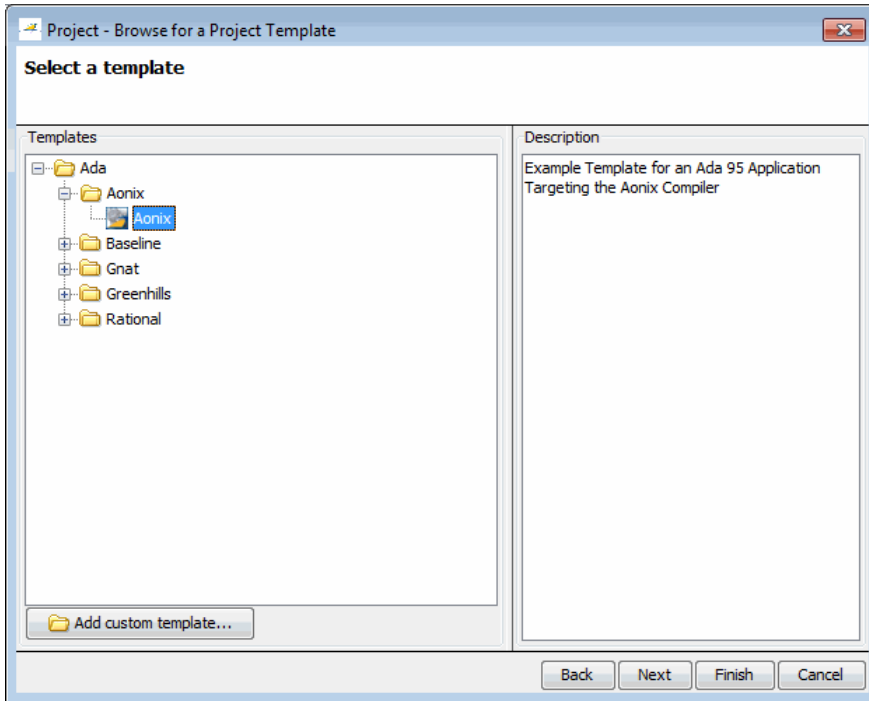 Project - Browse for a Project Template
Select a template
Templates
Ada
Aonix
Aonix
Baseline
Gnat
Greenhills
Rational
Add custom template...
Description
Example Template for an Ada 95 Application
Targeting the Aonix Compiler
Back
Next
Finish
Cancel